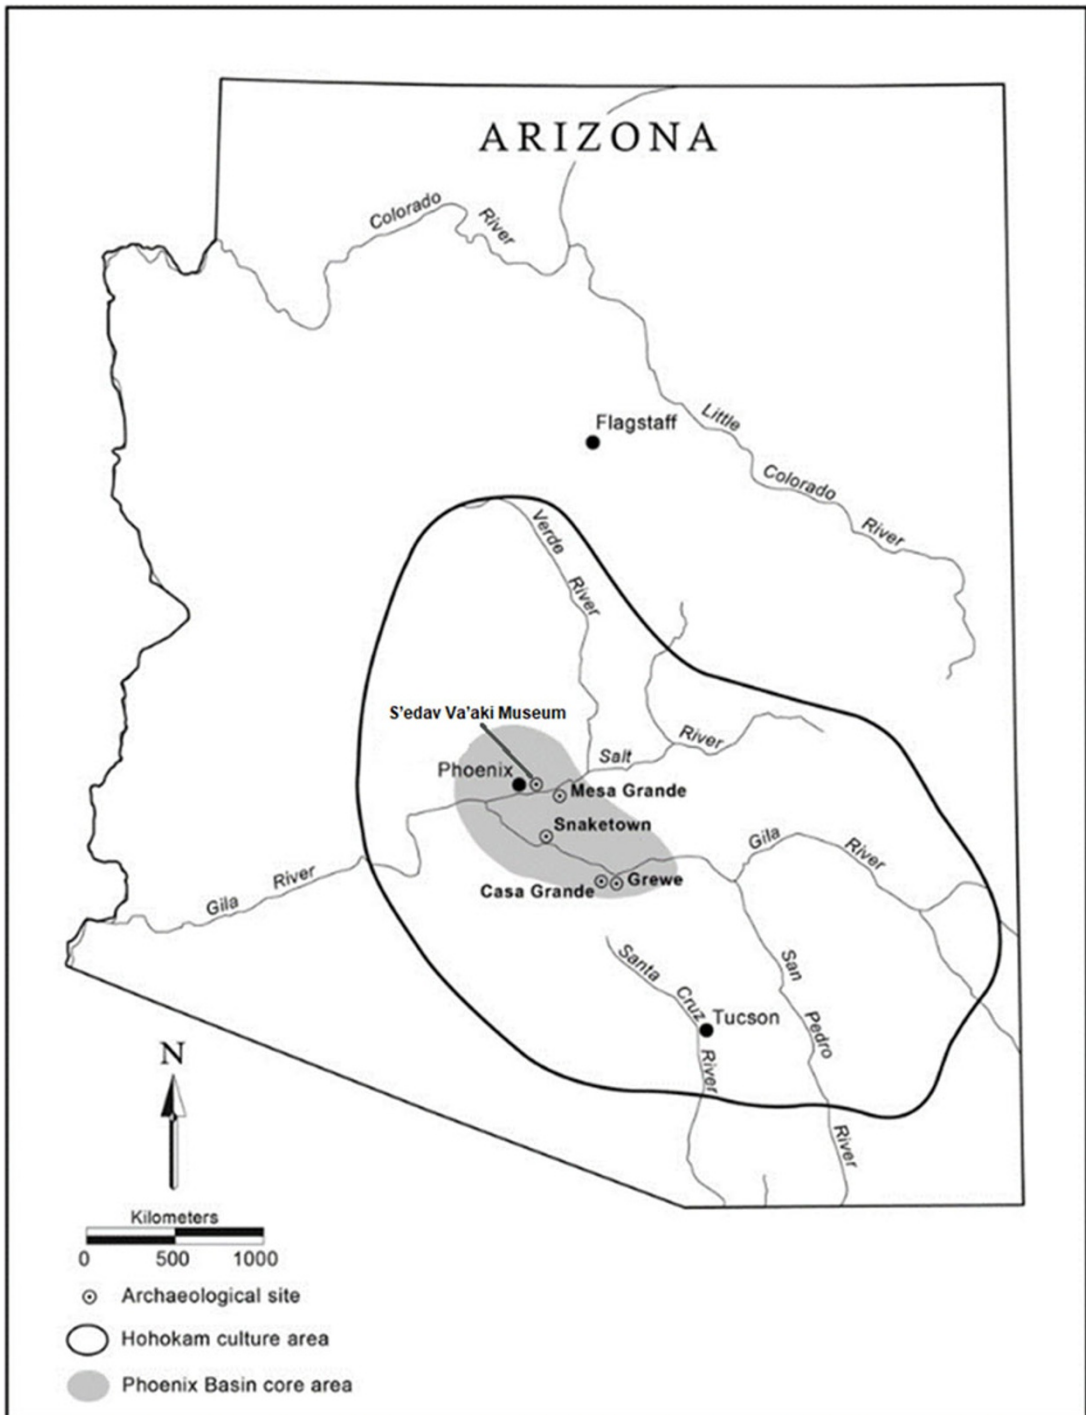 ARIZONA
Colorado
River
Flagstaff
Little
Colorado
River
Verde
River
S'edav Va'aki Museum
Salt
River
Phoenix
Mesa Grande
Snaketown
Gila
River
Casa Grande
Grewe
Gila
River
Santa
Cruz
River
Tucson
San
Pedro
River
N
Kilometers
0 500 1000
Archaeological site
Hohokam culture area
Phoenix Basin core area